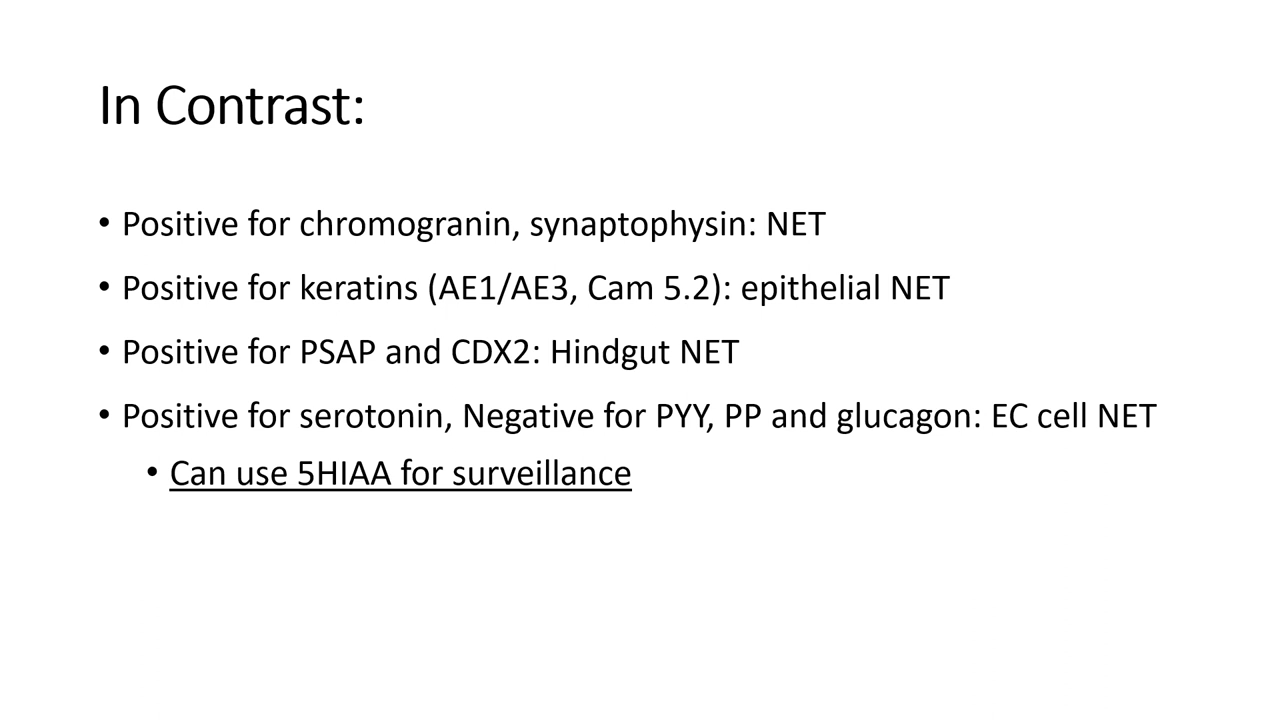 In Contrast:
• Positive for chromogranin, synaptophysin: NET
• Positive for keratins (AE1/AE3, Cam 5.2): epithelial NET
• Positive for PSAP and CDX2: Hindgut NET
• Positive for serotonin, Negative for PYY, PP and glucagon: EC cell NET
• Can use 5HIAA for surveillance